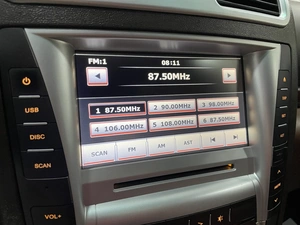 FM:1 08:11
87.50MHz
1 87.50MHz 2 90.00MHz 3 98.00MHz
4 106.00MHz 5 108.00MHz 6 87.50MHz
SCAN FM AM AST
USB
DISC
SCAN
VOL+